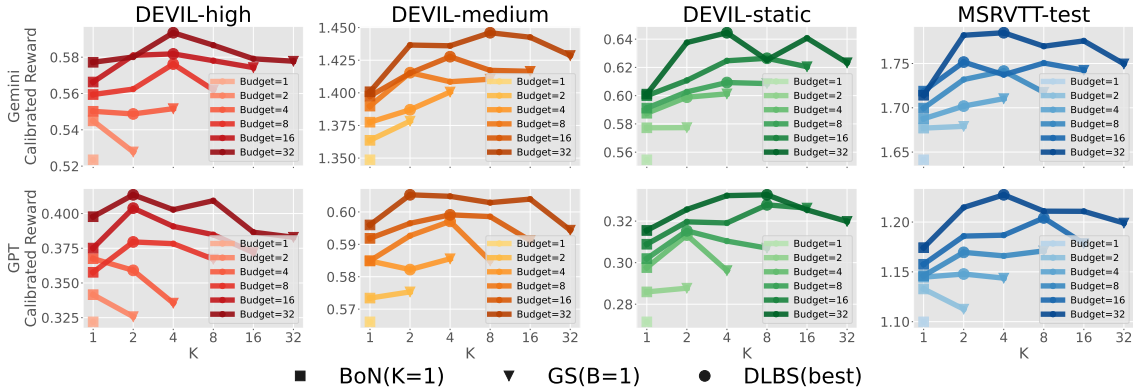 DEVIL-high DEVIL-medium DEVIL-static MSRVTT-test
Gemini
Calibrated Reward
0.58
0.56
0.54
0.52
Budget=1
Budget=2
Budget=4
Budget=8
Budget=16
Budget=32
1.450
1.425
1.400
1.375
1.350
Budget=1
Budget=2
Budget=4
Budget=8
Budget=16
Budget=32
0.64
0.62
0.60
0.58
0.56
Budget=1
Budget=2
Budget=4
Budget=8
Budget=16
Budget=32
1.75
1.70
1.65
Budget=1
Budget=2
Budget=4
Budget=8
Budget=16
Budget=32
GPT
Calibrated Reward
0.400
0.375
0.350
0.325
Budget=1
Budget=2
Budget=4
Budget=8
Budget=16
Budget=32
1 2 4 8 16 32
K
0.60
0.59
0.58
0.57
Budget=1
Budget=2
Budget=4
Budget=8
Budget=16
Budget=32
1 2 4 8 16 32
K
0.32
0.30
0.28
Budget=1
Budget=2
Budget=4
Budget=8
Budget=16
Budget=32
1 2 4 8 16 32
K
1.20
1.15
1.10
Budget=1
Budget=2
Budget=4
Budget=8
Budget=16
Budget=32
1 2 4 8 16 32
K
BoN(K=1) GS(B=1) DLBS(best)